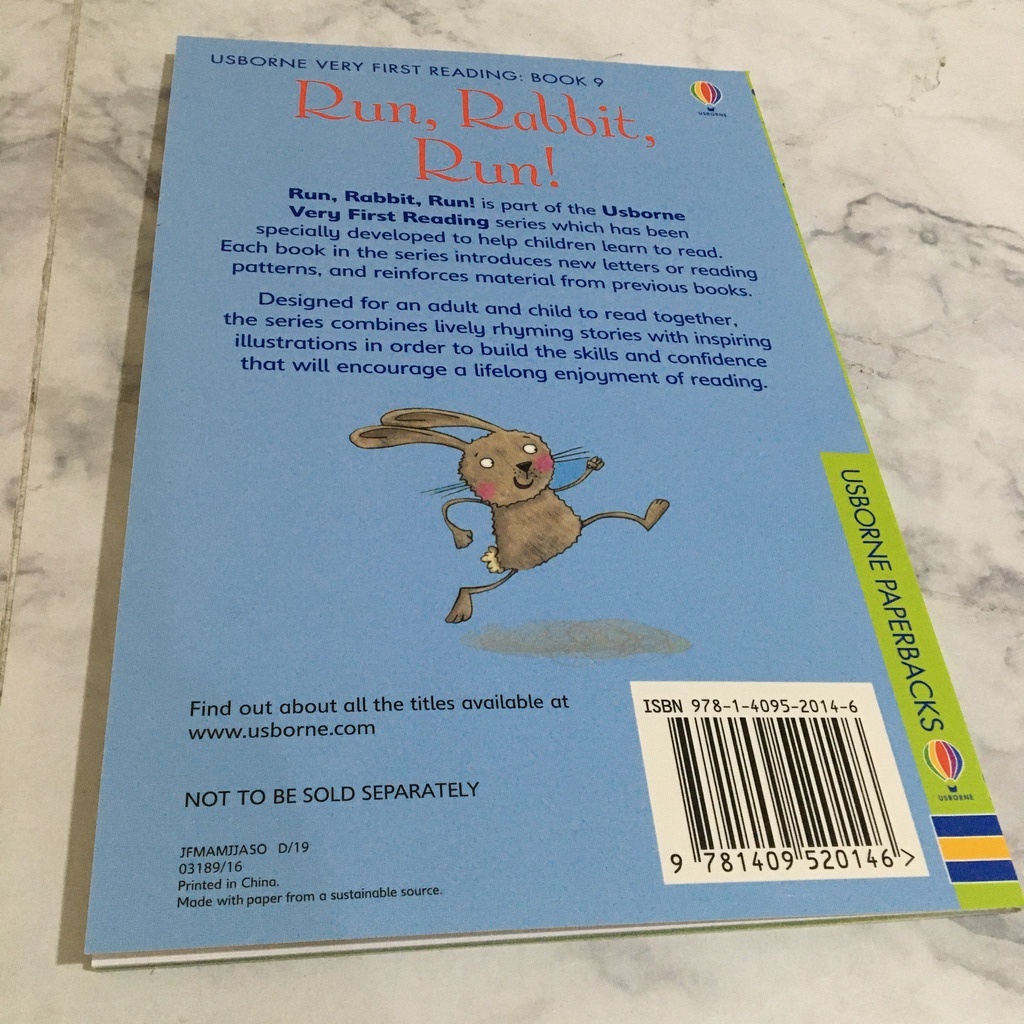 USBORNE VERY FIRST READING: BOOK 9
USBORNE
Run, Rabbit,
Run!
Run, Rabbit, Run! is part of the Usborne
Very First Reading series which has been
specially developed to help children learn to read.
Each book in the series introduces new letters or reading
patterns, and reinforces material from previous books.
Designed for an adult and child to read together,
the series combines lively rhyming stories with inspiring
illustrations in order to build the skills and confidence
that will encourage a lifelong enjoyment of reading.
USBORNE PAPERBACKS
USBORNE
Find out about all the titles available at
www.usborne.com
NOT TO BE SOLD SEPARATELY
JFMAMJJASO D/19
03189/16
Printed in China.
Made with paper from a sustainable source.
ISBN 978-1-4095-2014-6
9 781409 520146 >